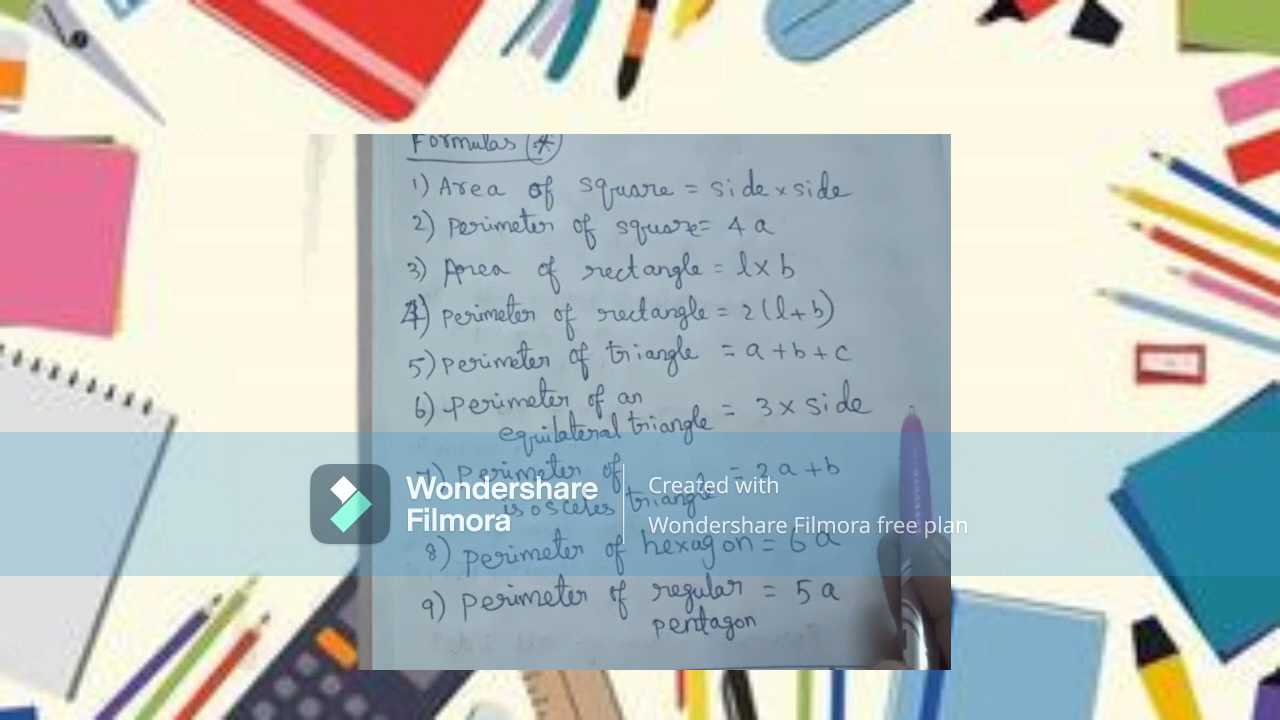 Formulas *
1) Area of square = side x side
2) perimeter of square = 4 a
3) Area of rectangle = l x b
4) perimeter of rectangle = 2 (l+b)
5) perimeter of triangle = a + b + c
6) perimeter of an
equilateral triangle = 3 x side
7) perimeter of
isosceles triangle = 2 a + b
8) perimeter of hexagon = 6 a
9) perimeter of regular = 5 a
pentagon
Wondershare
Filmora
Created with
Wondershare Filmora free plan